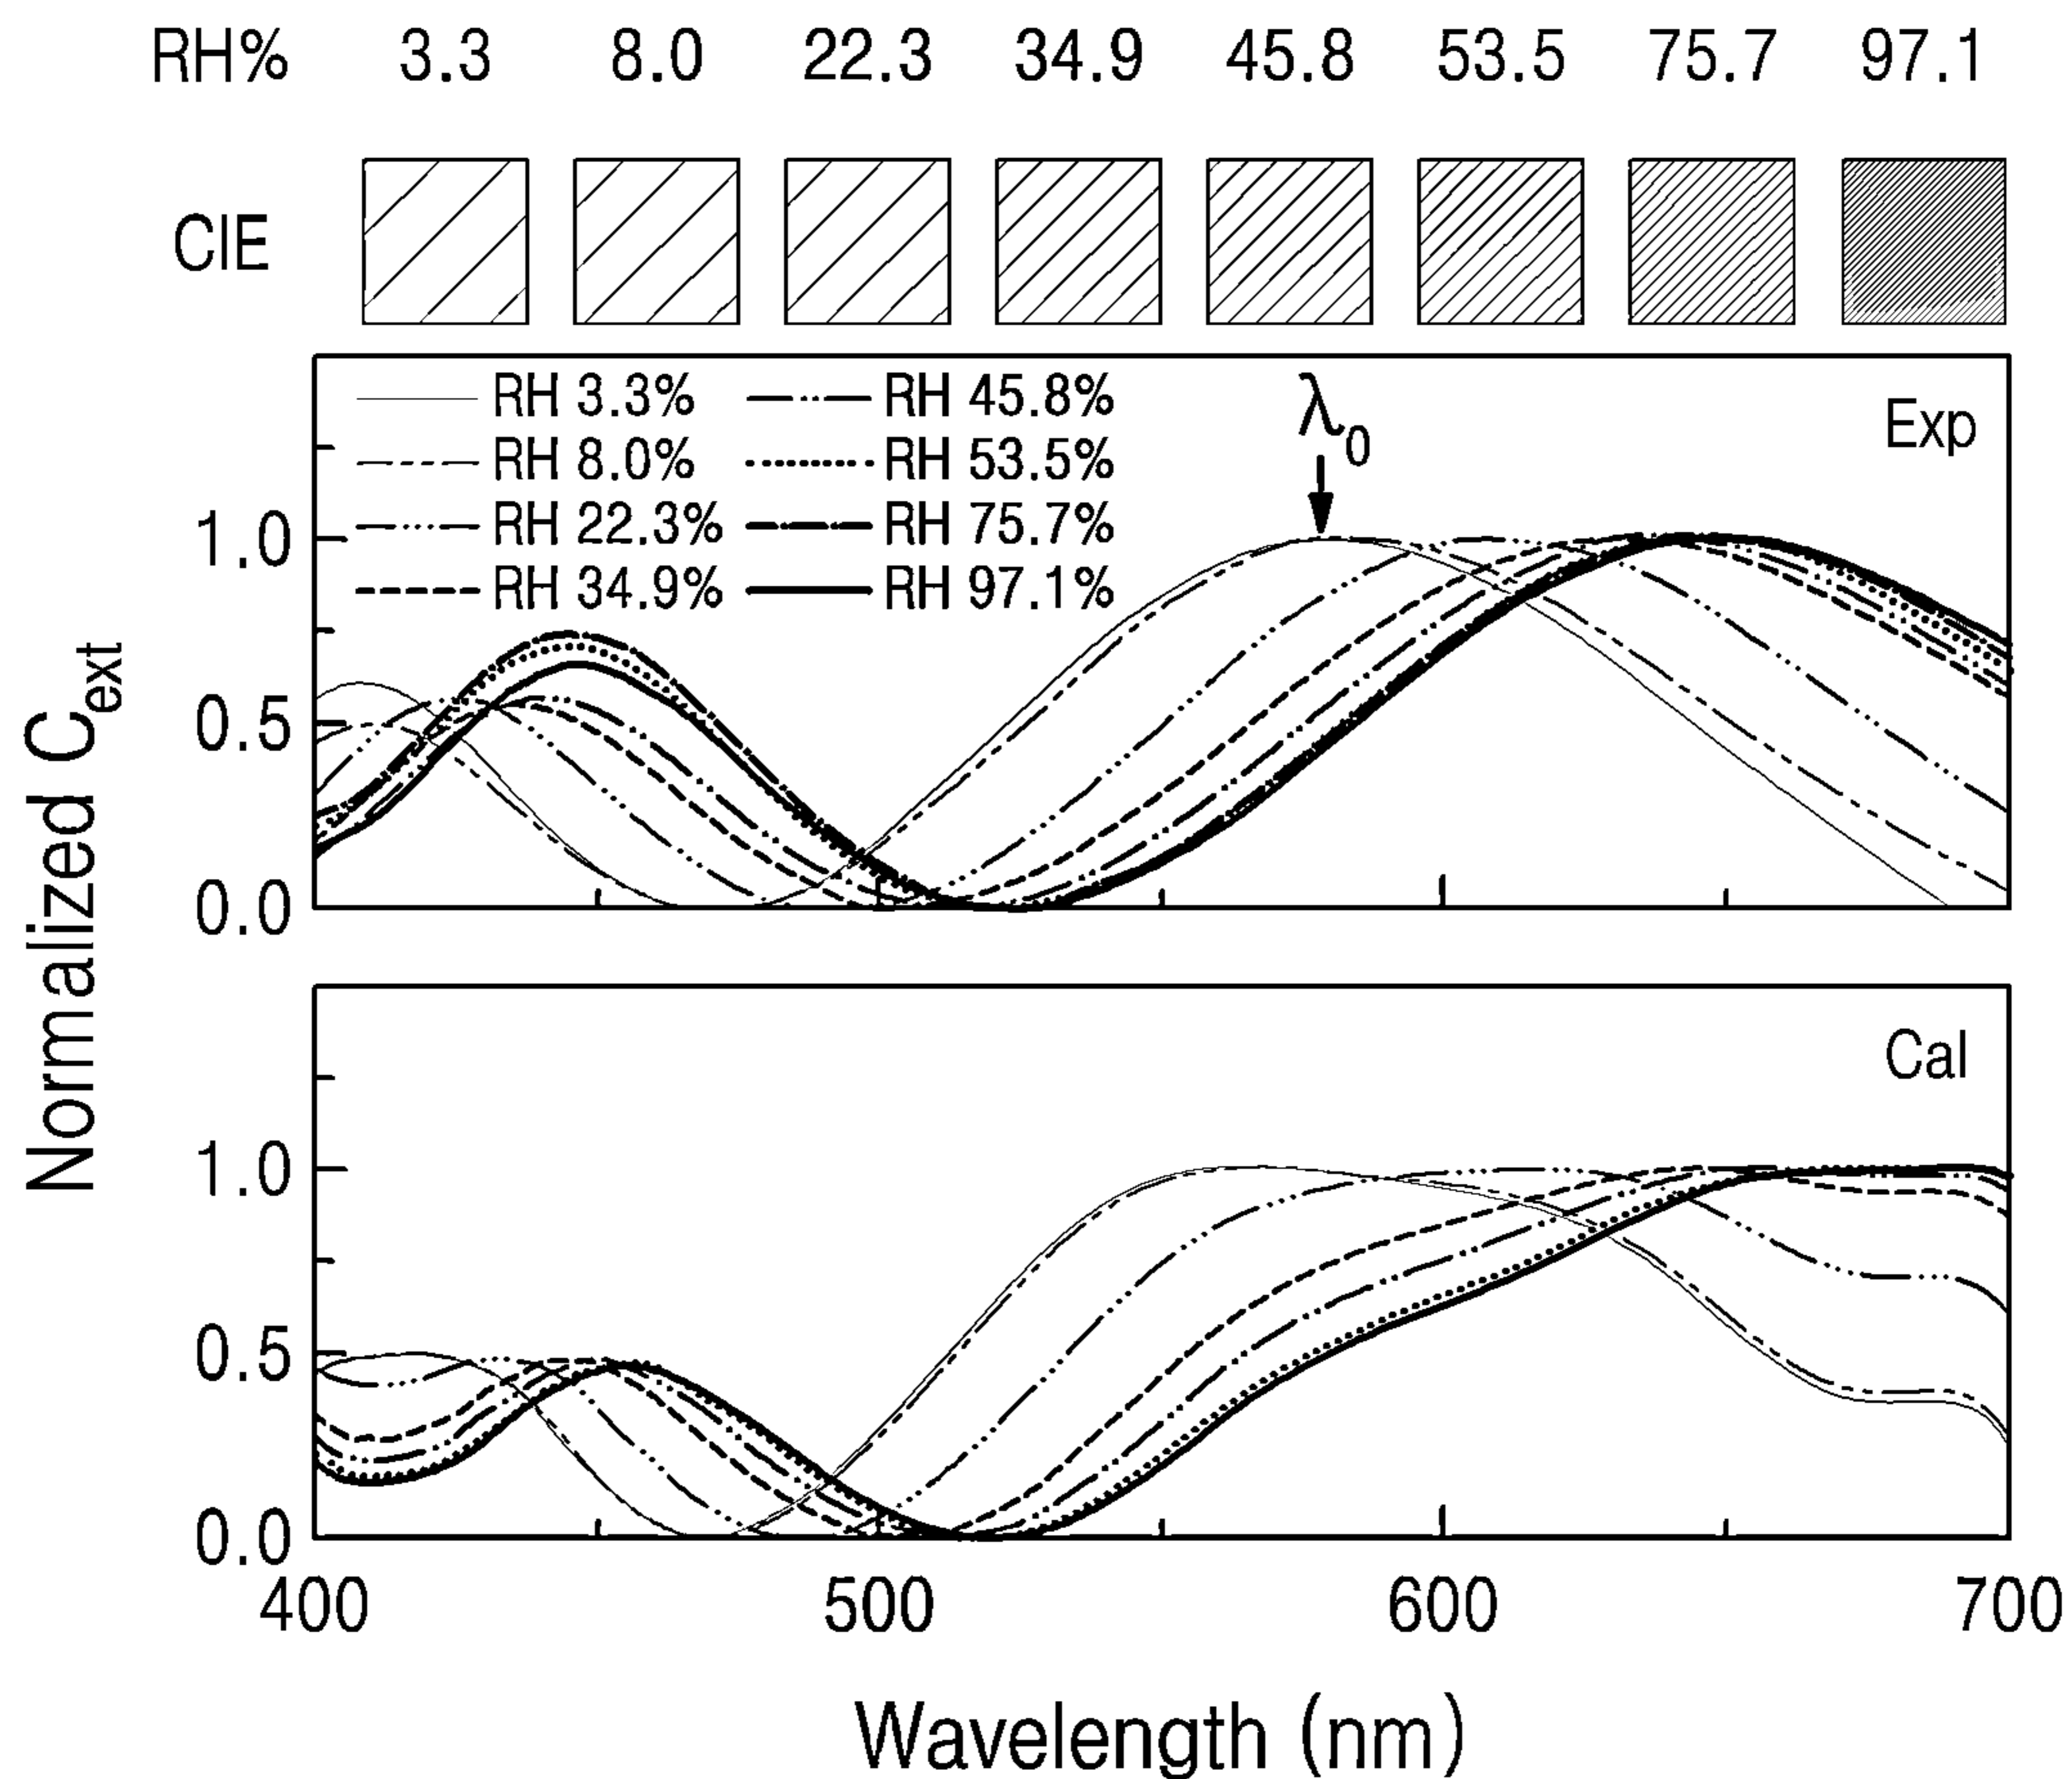 RH% 3.3 8.0 22.3 34.9 45.8 53.5 75.7 97.1
CIE
Normalized Cext
RH 3.3% RH 45.8%
RH 8.0% RH 53.5%
RH 22.3% RH 75.7%
RH 34.9% RH 97.1%
λ0
Exp
1.0
0.5
0.0
Cal
1.0
0.5
0.0
400 500 600 700
Wavelength (nm)